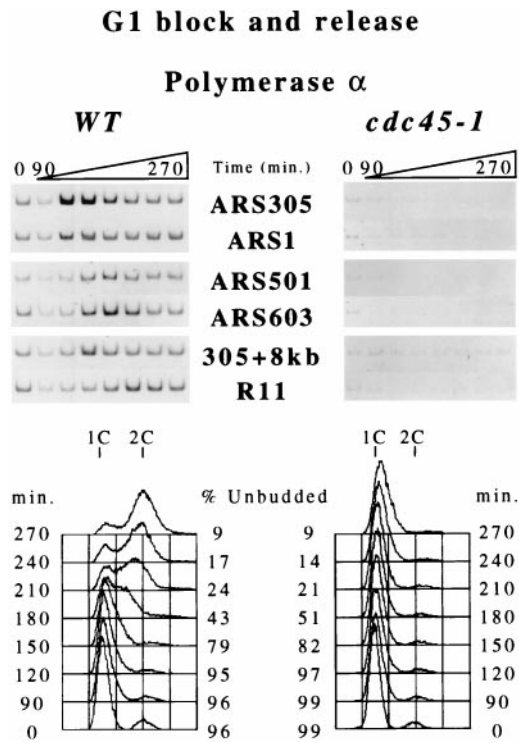 G1 block and release
Polymerase α
WT cdc45-1
0 90 270 Time (min.) 0 90 270
ARS305
ARS1
ARS501
ARS603
305+8kb
R11
1C 2C 1C 2C
min. % Unbudded min.
270 9 9 270
240 17 14 240
210 24 21 210
180 43 51 180
150 79 82 150
120 95 97 120
90 96 99 90
0 96 99 0